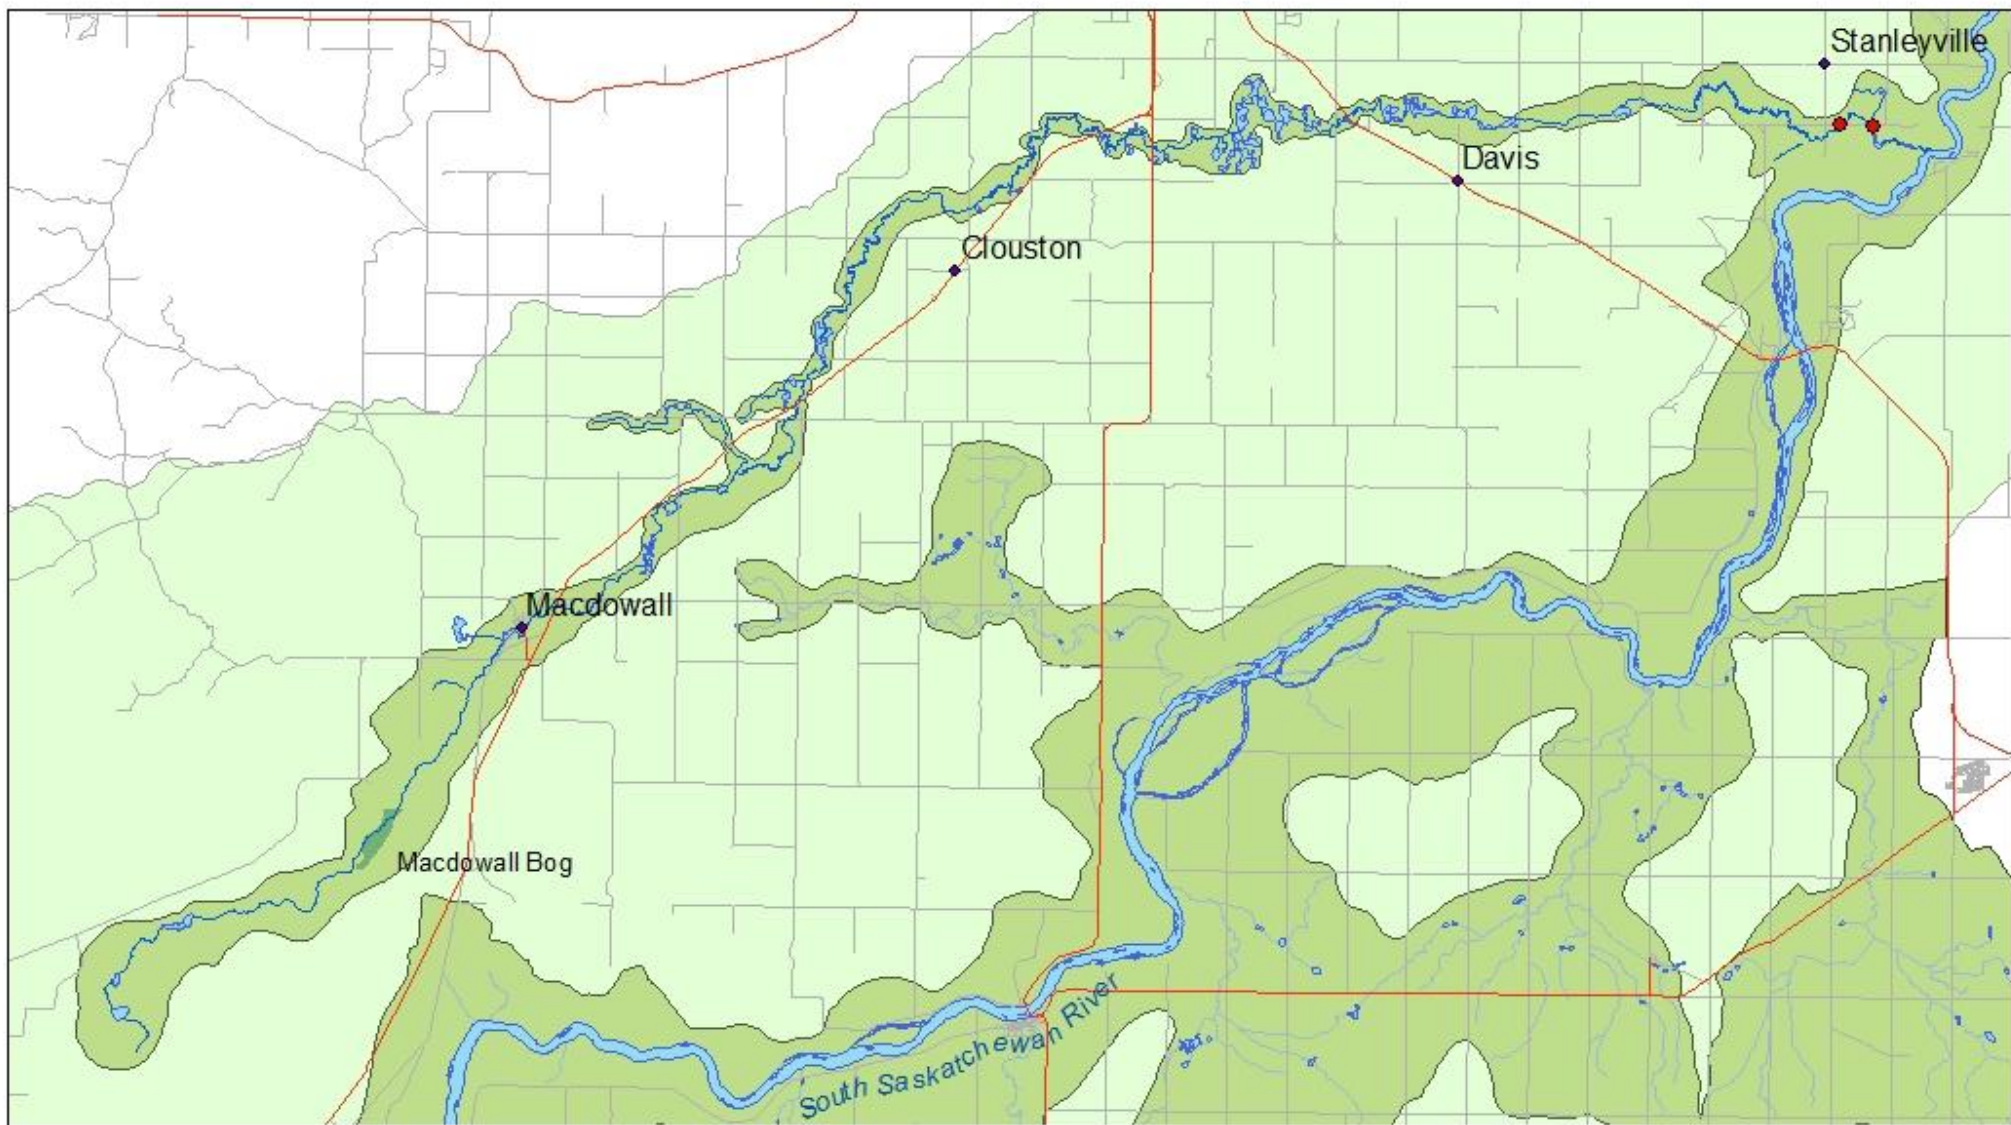 Stanleyville
Davis
Clouston
Macdowall
Macdowall Bog
South Saskatchewan River